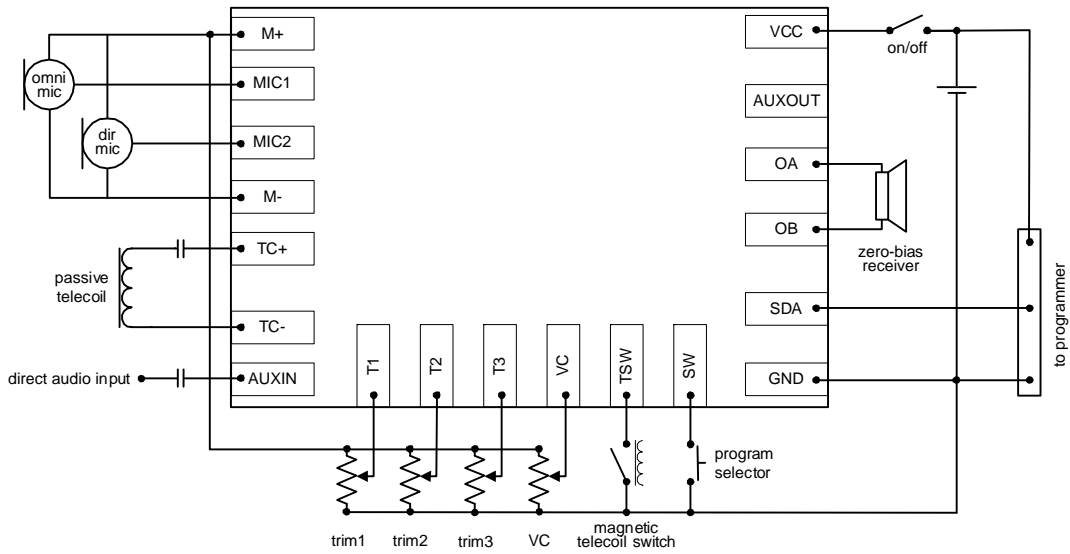 M+
VCC
on/off
omni
mic
MIC1
AUXOUT
dir
mic
MIC2
OA
M-
OB
zero-bias
receiver
TC+
passive
telecoil
SDA
to programmer
TC-
direct audio input
AUXIN
T1
T2
T3
VC
TSW
SW
GND
program
selector
trim1
trim2
trim3
VC
magnetic
telecoil switch